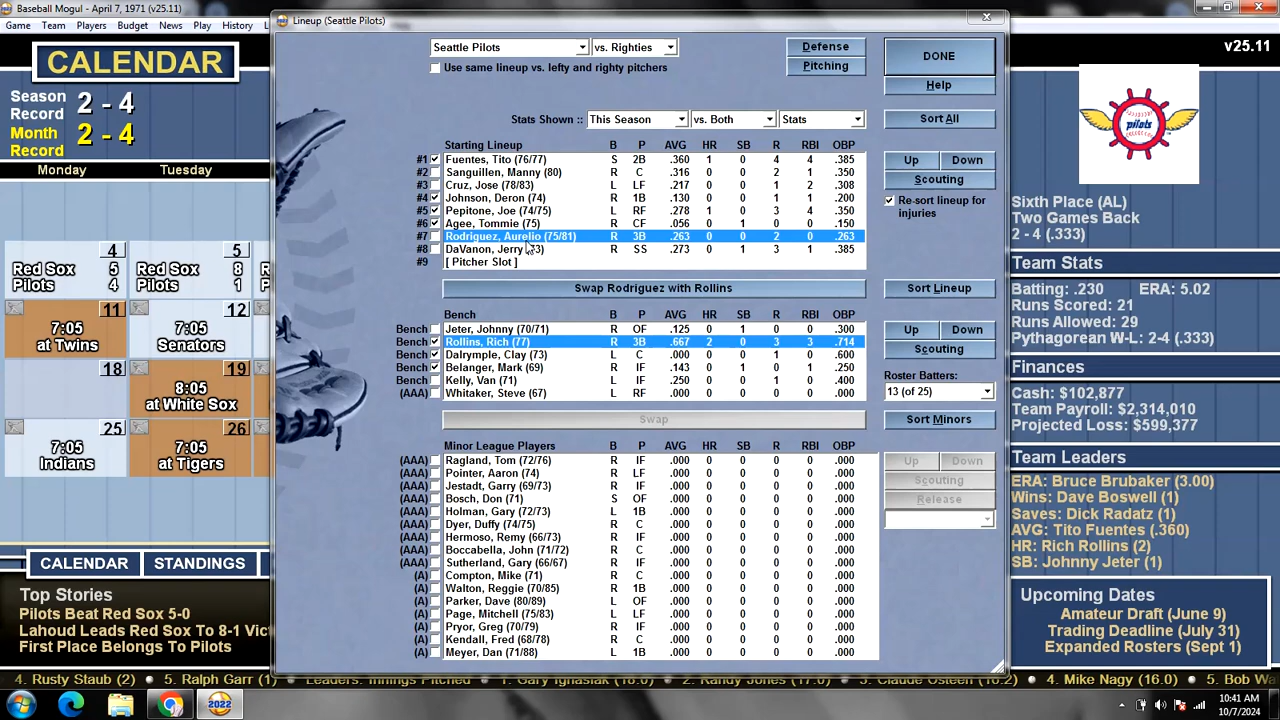 Baseball Mogul - April 7, 1971 (v25.11)
Game Team Players Budget News Play History
CALENDAR
Season Record 2 - 4
Month Record 2 - 4
Monday Tuesday
4 5
Red Sox 5 Red Sox 8
Pilots 4 Pilots 1
11 12
7:05 at Twins 7:05 Senators
18 19
8:05 at White Sox
25 26
7:05 Indians 7:05 at Tigers
CALENDAR STANDINGS
Top Stories
Pilots Beat Red Sox 5-0
Lahoud Leads Red Sox To 8-1 Vict
First Place Belongs To Pilots
Lineup (Seattle Pilots)
Seattle Pilots vs. Righties Defense DONE
Use same lineup vs. lefty and righty pitchers Pitching Help
Stats Shown :: This Season vs. Both Stats Sort All
Starting Lineup B P AVG HR SB R RBI OBP
#1 Fuentes, Tito (76/77) S 2B .360 1 0 4 4 .385
#2 Sanguillen, Manny (80) R C .316 0 0 2 1 .350
#3 Cruz, Jose (78/83) L LF .217 0 0 2 1 .308
#4 Johnson, Deron (74) R 1B .130 0 0 1 2 .200
#5 Pepitone, Joe (74/75) L RF .278 1 0 3 4 .350
#6 Agee, Tommie (75) R CF .056 0 1 0 0 .150
#7 Rodriguez, Aurelio (75/81) R 3B .263 0 0 2 0 .263
#8 DaVanon, Jerry (73) R SS .273 0 1 3 1 .385
#9 [ Pitcher Slot ]
Up Down
Scouting
Re-sort lineup for injuries
Swap Rodriguez with Rollins Sort Lineup
Bench B P AVG HR SB R RBI OBP
Bench Jeter, Johnny (70/71) R OF .125 0 1 0 0 .300
Bench Rollins, Rich (77) R 3B .667 2 0 3 3 .714
Bench Dalrymple, Clay (73) L C .000 0 0 1 0 .600
Bench Belanger, Mark (69) R IF .143 0 1 0 1 .250
Bench Kelly, Van (71) L IF .250 0 0 1 0 .400
(AAA) Whitaker, Steve (67) L RF .000 0 0 0 0 .000
Up Down
Scouting
Roster Batters:
13 (of 25)
Swap Sort Minors
Minor League Players B P AVG HR SB R RBI OBP
(AAA) Ragland, Tom (72/76) R IF .000 0 0 0 0 .000
(AAA) Pointer, Aaron (74) R LF .000 0 0 0 0 .000
(AAA) Jestadt, Garry (69/73) R IF .000 0 0 0 0 .000
(AAA) Bosch, Don (71) S OF .000 0 0 0 0 .000
(AAA) Holman, Gary (72/73) L 1B .000 0 0 0 0 .000
(AAA) Dyer, Duffy (74/75) R C .000 0 0 0 0 .000
(AAA) Hermoso, Remy (66/73) R IF .000 0 0 0 0 .000
(AAA) Boccabella, John (71/72) R C .000 0 0 0 0 .000
(AAA) Sutherland, Gary (66/67) R IF .000 0 0 0 0 .000
(A) Compton, Mike (71) R C .000 0 0 0 0 .000
(A) Walton, Reggie (70/85) R 1B .000 0 0 0 0 .000
(A) Parker, Dave (80/89) L OF .000 0 0 0 0 .000
(A) Page, Mitchell (75/83) L LF .000 0 0 0 0 .000
(A) Pryor, Greg (70/79) R IF .000 0 0 0 0 .000
(A) Kendall, Fred (68/78) R C .000 0 0 0 0 .000
(A) Meyer, Dan (71/88) L 1B .000 0 0 0 0 .000
Up Down
Scouting
Release
v25.11
pilots
Sixth Place (AL)
Two Games Back
2 - 4 (.333)
Team Stats
Batting: .230 ERA: 5.02
Runs Scored: 21
Runs Allowed: 29
Pythagorean W-L: 2-4 (.333)
Finances
Cash: $102,877
Team Payroll: $2,314,010
Projected Loss: $599,377
Team Leaders
ERA: Bruce Brubaker (3.00)
Wins: Dave Boswell (1)
Saves: Dick Radatz (1)
AVG: Tito Fuentes (.360)
HR: Rich Rollins (2)
SB: Johnny Jeter (1)
Upcoming Dates
Amateur Draft (June 9)
Trading Deadline (July 31)
Expanded Rosters (Sept 1)
4. Rusty Staub (2) • 5. Ralph Garr (1) • Leaders: Innings Pitched 1. Gary Ignasiak (18.0) 2. Randy Jones (17.0) 3. Claude Osteen (16.2) • 4. Mike Nagy (16.0) • 5. Bob
2022
10:41 AM
10/7/2024